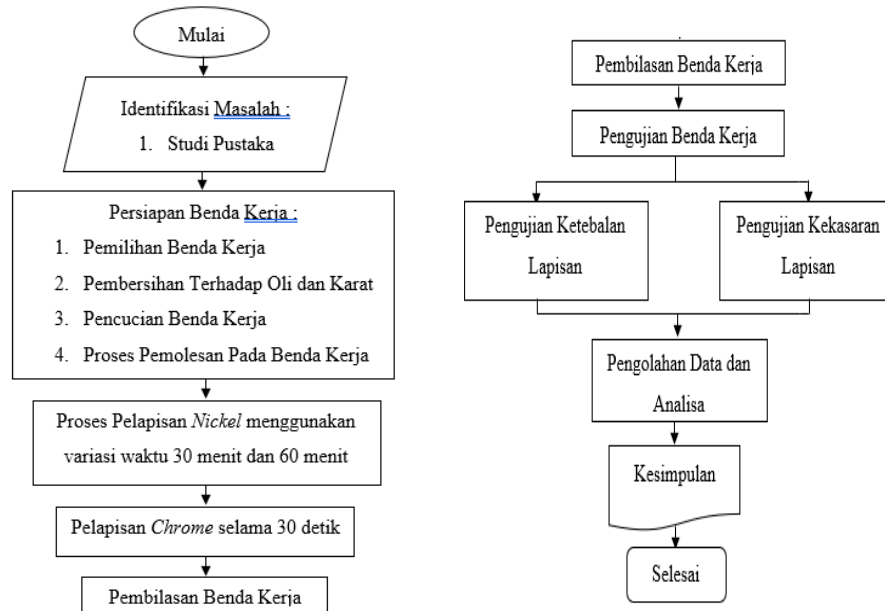 Mulai
Identifikasi Masalah :
1. Studi Pustaka
Persiapan Benda Kerja :
1. Pemilihan Benda Kerja
2. Pembersihan Terhadap Oli dan Karat
3. Pencucian Benda Kerja
4. Proses Pemolesan Pada Benda Kerja
Proses Pelapisan Nickel menggunakan
variasi waktu 30 menit dan 60 menit
Pelapisan Chrome selama 30 detik
Pembilasan Benda Kerja
Pembilasan Benda Kerja
Pengujian Benda Kerja
Pengujian Ketebalan
Lapisan
Pengujian Kekasaran
Lapisan
Pengolahan Data dan
Analisa
Kesimpulan
Selesai